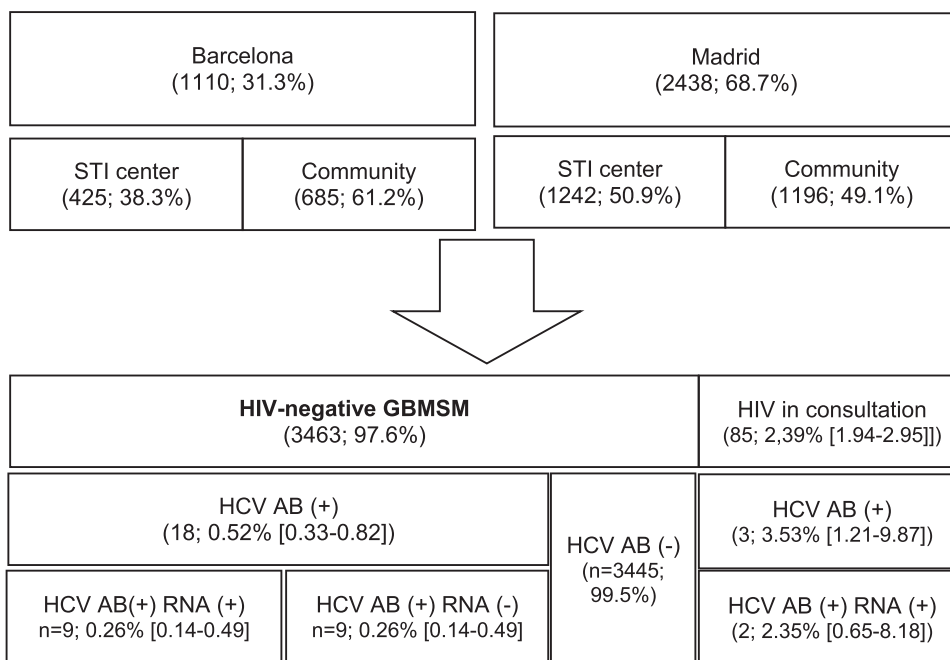 Barcelona
(1110; 31.3%)
Madrid
(2438; 68.7%)
STI center
(425; 38.3%)
Community
(685; 61.2%)
STI center
(1242; 50.9%)
Community
(1196; 49.1%)
HIV-negative GBMSM
(3463; 97.6%)
HIV in consultation
(85; 2,39% [1.94-2.95]])
HCV AB (+)
(18; 0.52% [0.33-0.82])
HCV AB (-)
(n=3445;
99.5%)
HCV AB (+)
(3; 3.53% [1.21-9.87])
HCV AB(+) RNA (+)
n=9; 0.26% [0.14-0.49]
HCV AB (+) RNA (-)
n=9; 0.26% [0.14-0.49]
HCV AB (+) RNA (+)
(2; 2.35% [0.65-8.18])